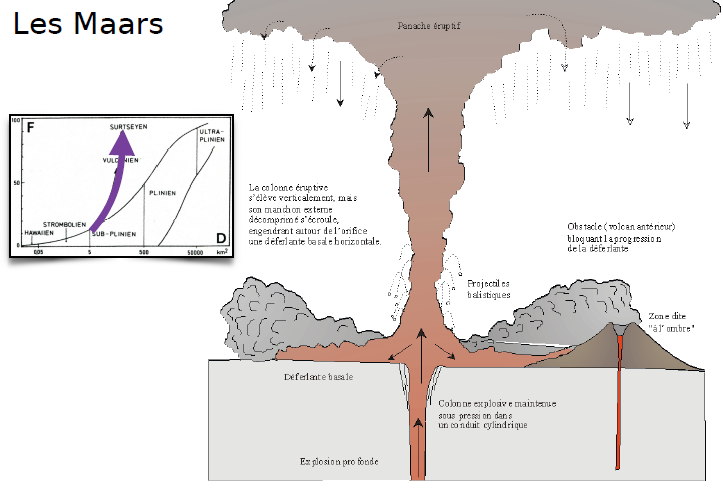 Les Maars
Panache éruptif
100
F
SURTSEYEN
ULTRA-
PLINIEN
VULCANIEN
50
PLINIEN
STROMBOLIEN
HAWAIIEN
SUB-PLINIEN
D
0
0,05
5
500
50000
km²
La colonne éruptive
s'élève verticalement, mais
son manchon externe
décomprimé s'écroule,
engendrant autour de l'orifice
une déferlante basale horizontale.
Obstacle ( volcan antérieur)
bloquant la progression
de la déferlante
Projectiles
balistiques
Zone dite
"à l' ombre"
Déferlante basale
Colonne explosive maintenue
sous pression dans
un conduit cylindrique
Explosion profonde